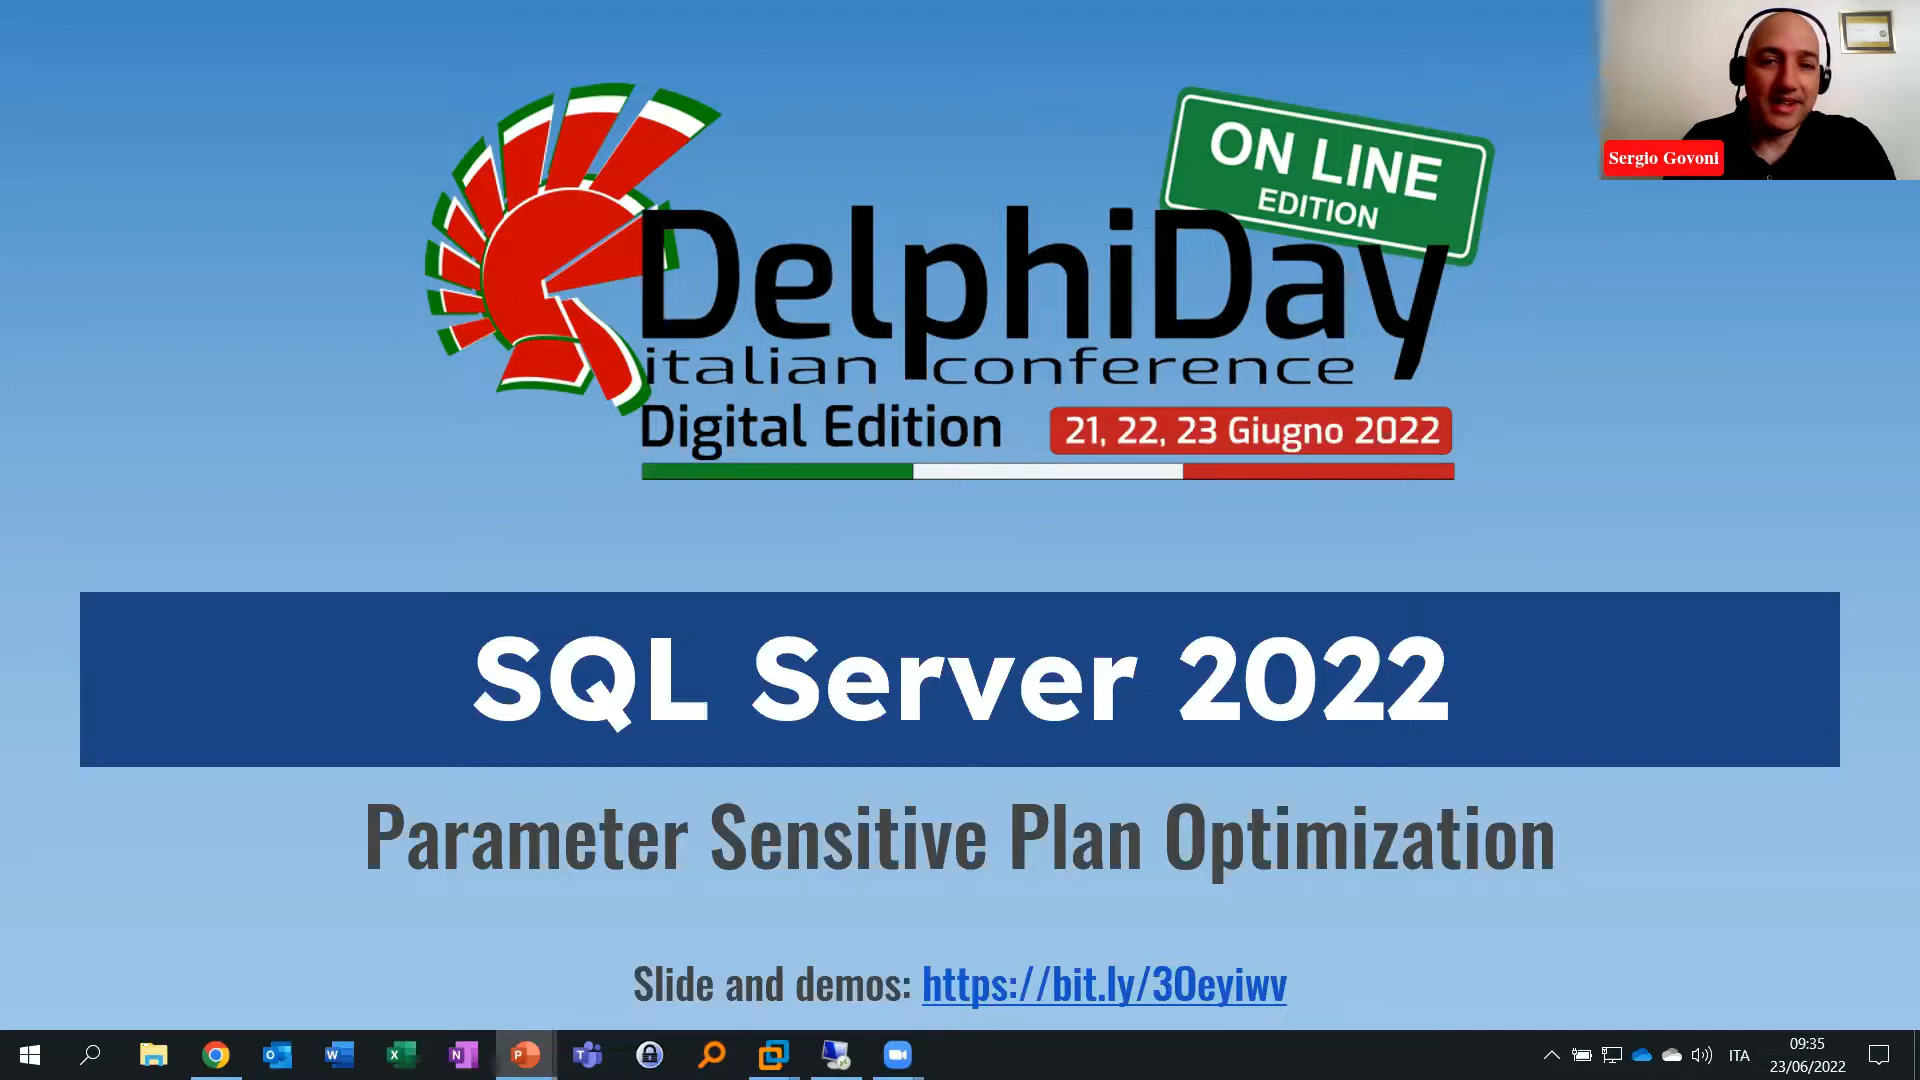 ON LINE
EDITION
Sergio Govoni
DelphiDay
italian conference
Digital Edition
21, 22, 23 Giugno 2022
SQL Server 2022
Parameter Sensitive Plan Optimization
Slide and demos: https://bit.ly/3Oeyiwv
ITA
09:35
23/06/2022